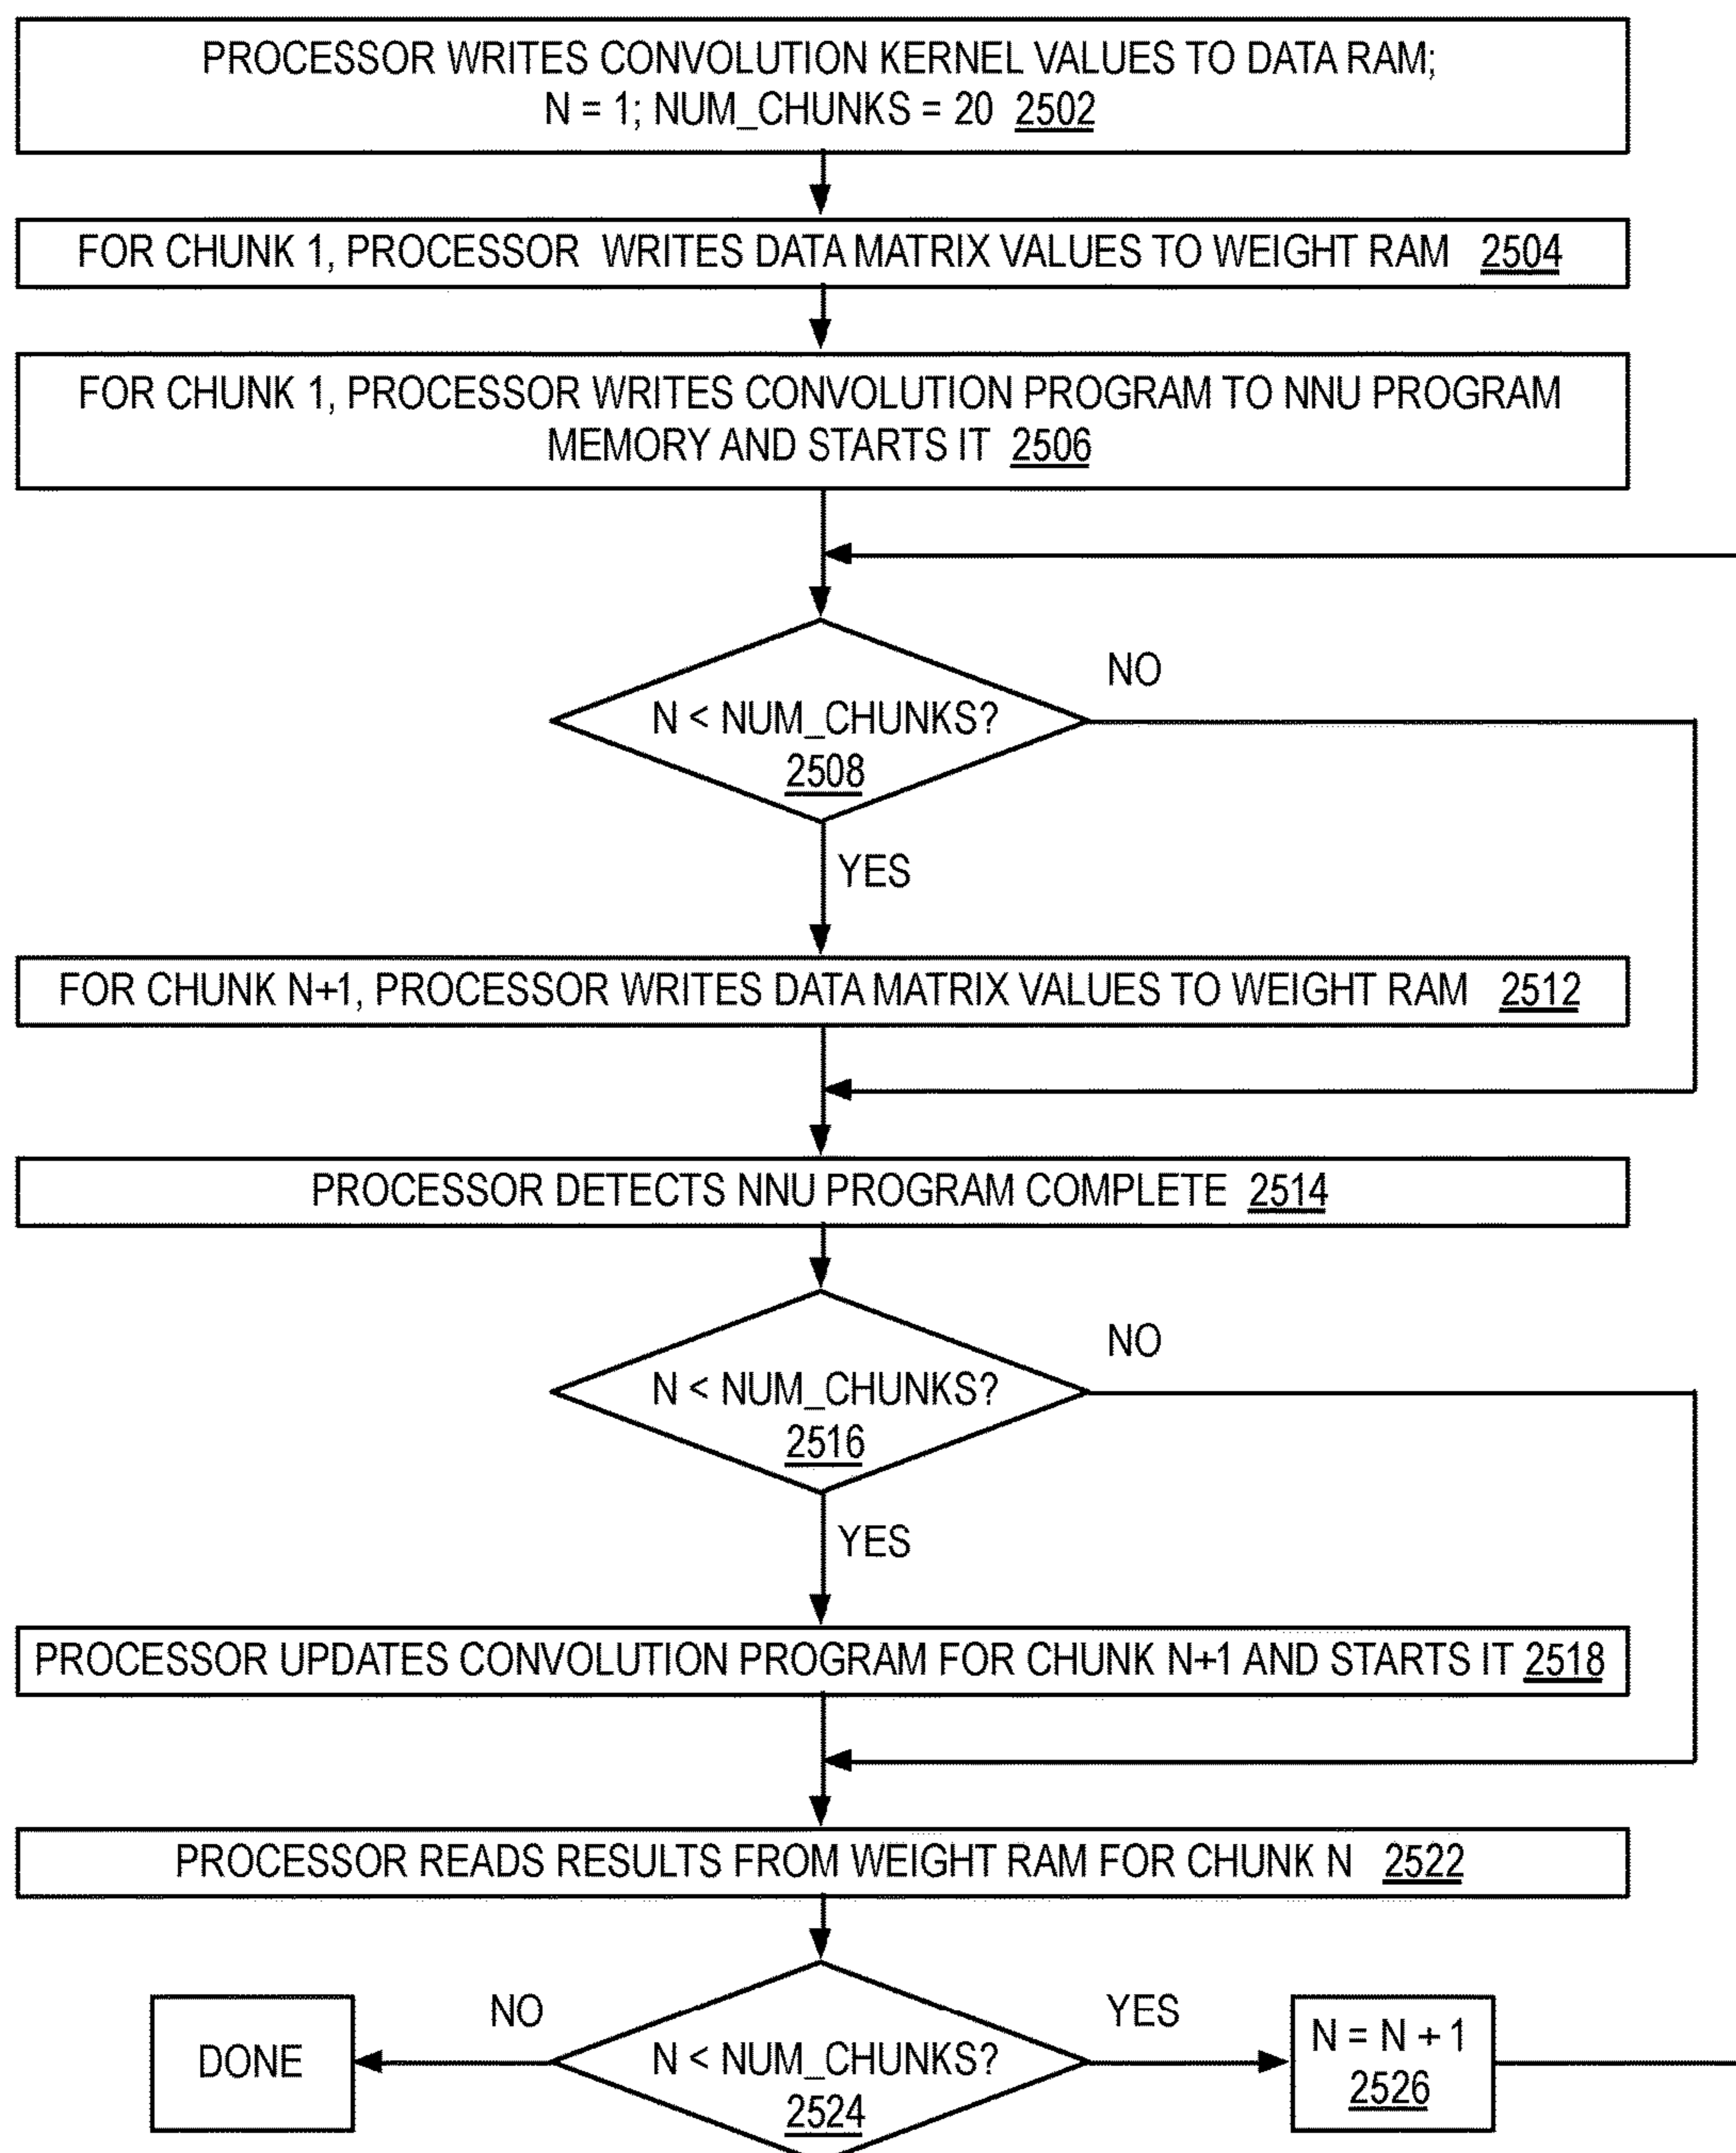 PROCESSOR WRITES CONVOLUTION KERNEL VALUES TO DATA RAM;
N = 1; NUM_CHUNKS = 20 2502
FOR CHUNK 1, PROCESSOR WRITES DATA MATRIX VALUES TO WEIGHT RAM 2504
FOR CHUNK 1, PROCESSOR WRITES CONVOLUTION PROGRAM TO NNU PROGRAM
MEMORY AND STARTS IT 2506
NO
N < NUM_CHUNKS?
2508
YES
FOR CHUNK N+1, PROCESSOR WRITES DATA MATRIX VALUES TO WEIGHT RAM 2512
PROCESSOR DETECTS NNU PROGRAM COMPLETE 2514
NO
N < NUM_CHUNKS?
2516
YES
PROCESSOR UPDATES CONVOLUTION PROGRAM FOR CHUNK N+1 AND STARTS IT 2518
PROCESSOR READS RESULTS FROM WEIGHT RAM FOR CHUNK N 2522
NO
YES
DONE
N < NUM_CHUNKS?
2524
N = N + 1
2526